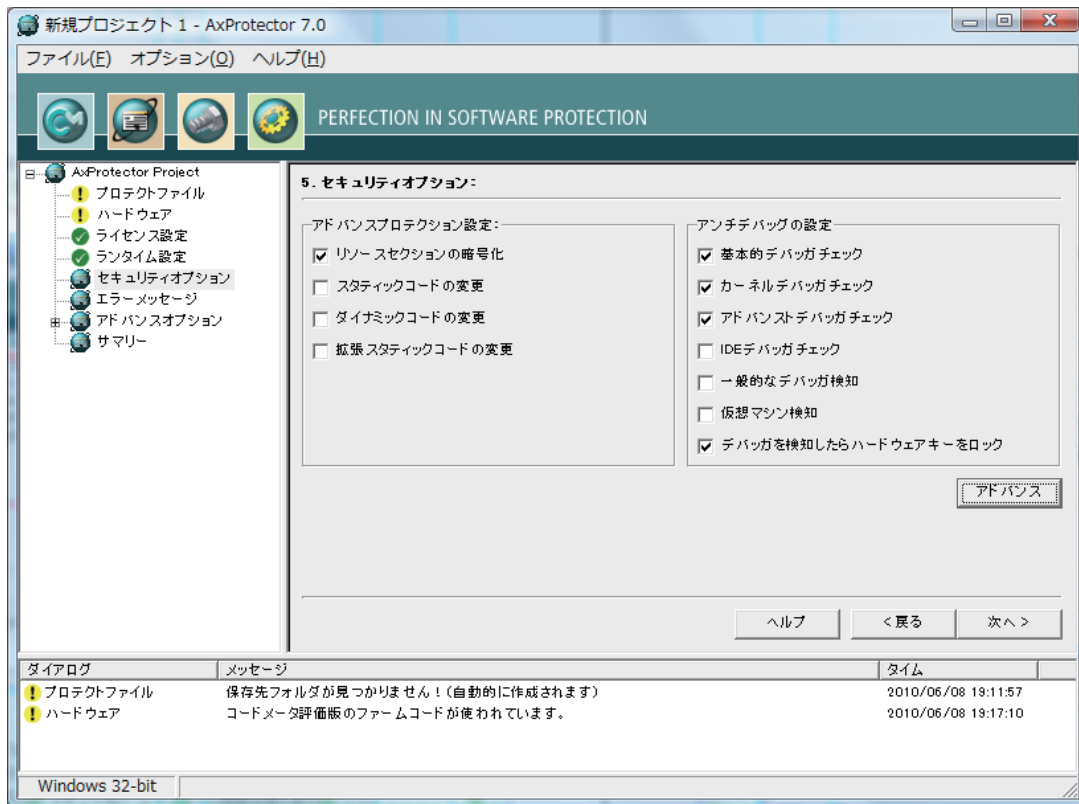 新規プロジェクト 1 - AxProtector 7.0
ファイル(F) オプション(O) ヘルプ(H)
PERFECTION IN SOFTWARE PROTECTION
AxProtector Project
プロテクトファイル
ハードウェア
ライセンス設定
ランタイム設定
セキュリティオプション
エラーメッセージ
アドバンスオプション
サマリー
5. セキュリティオプション:
アドバンスプロテクション設定:
リソースセクションの暗号化
スタティックコードの変更
ダイナミックコードの変更
拡張スタティックコードの変更
アンチデバッグの設定
基本的デバッガチェック
カーネルデバッガチェック
アドバンストデバッガチェック
IDEデバッガチェック
一般的なデバッガ検知
仮想マシン検知
デバッガを検知したらハードウェアキーをロック
アドバンス
ヘルプ <戻る 次へ>
ダイアログ メッセージ タイム
プロテクトファイル 保存先フォルダが見つかりません!(自動的に作成されます) 2010/06/08 19:11:57
ハードウェア コードメータ評価版のファームコードが使われています。 2010/06/08 19:17:10
Windows 32-bit